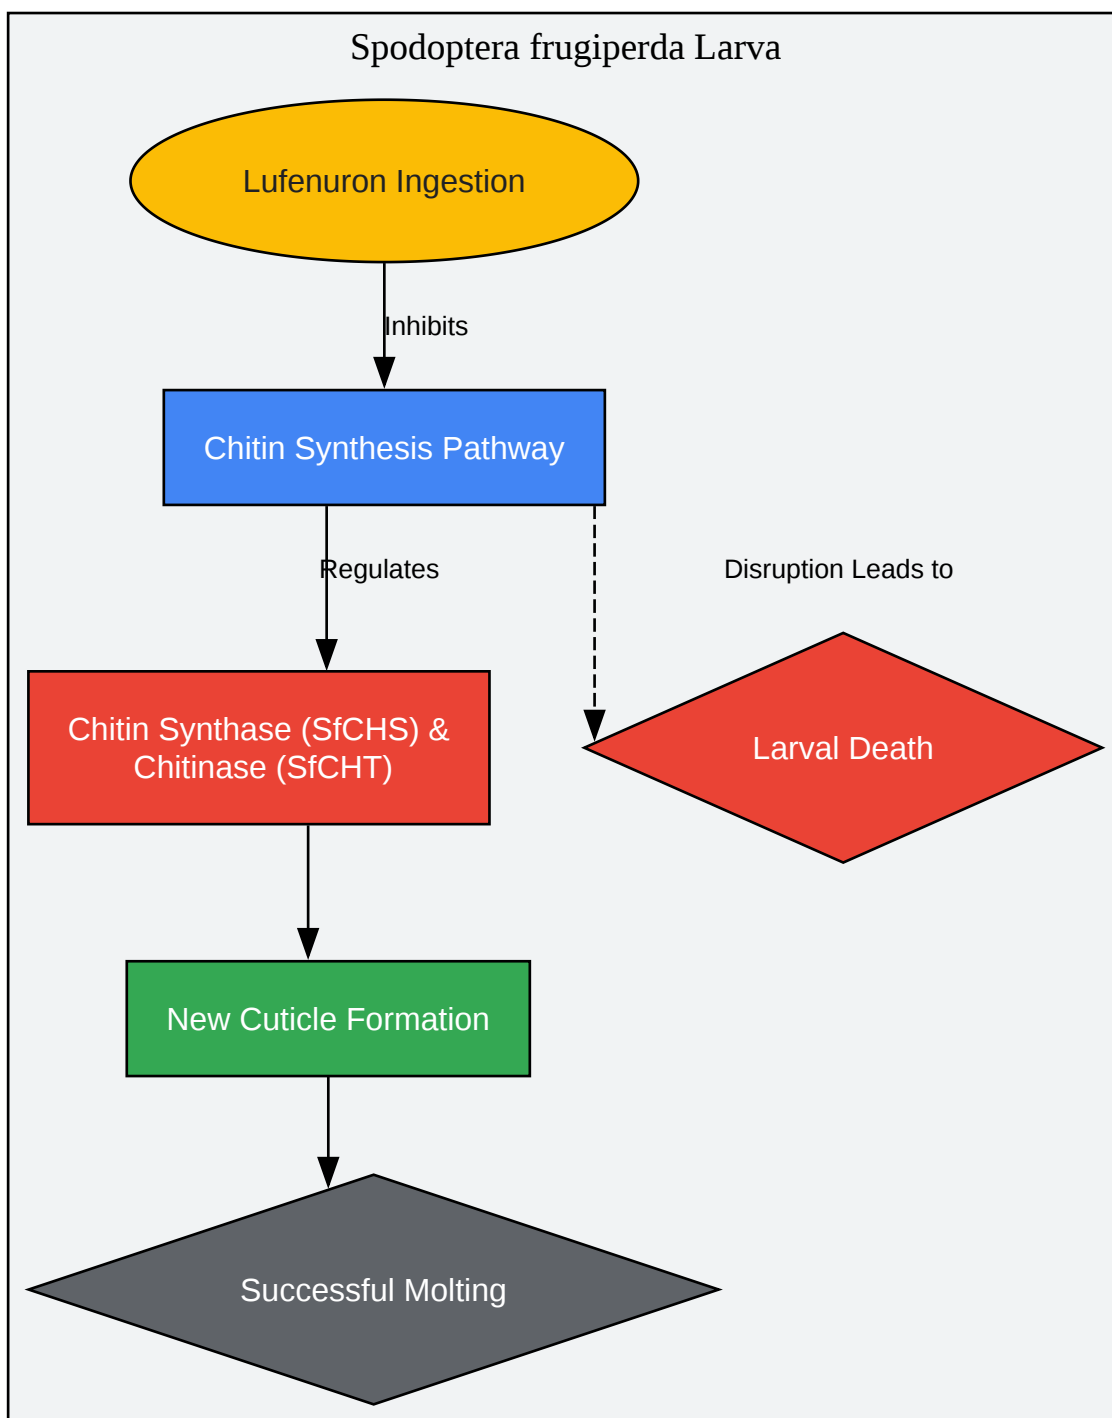 Spodoptera frugiperda Larva
Lufenuron Ingestion
Inhibits
Chitin Synthesis Pathway
Regulates
Disruption Leads to
Chitin Synthase (SfCHS) &
Chitinase (SfCHT)
Larval Death
New Cuticle Formation
Successful Molting